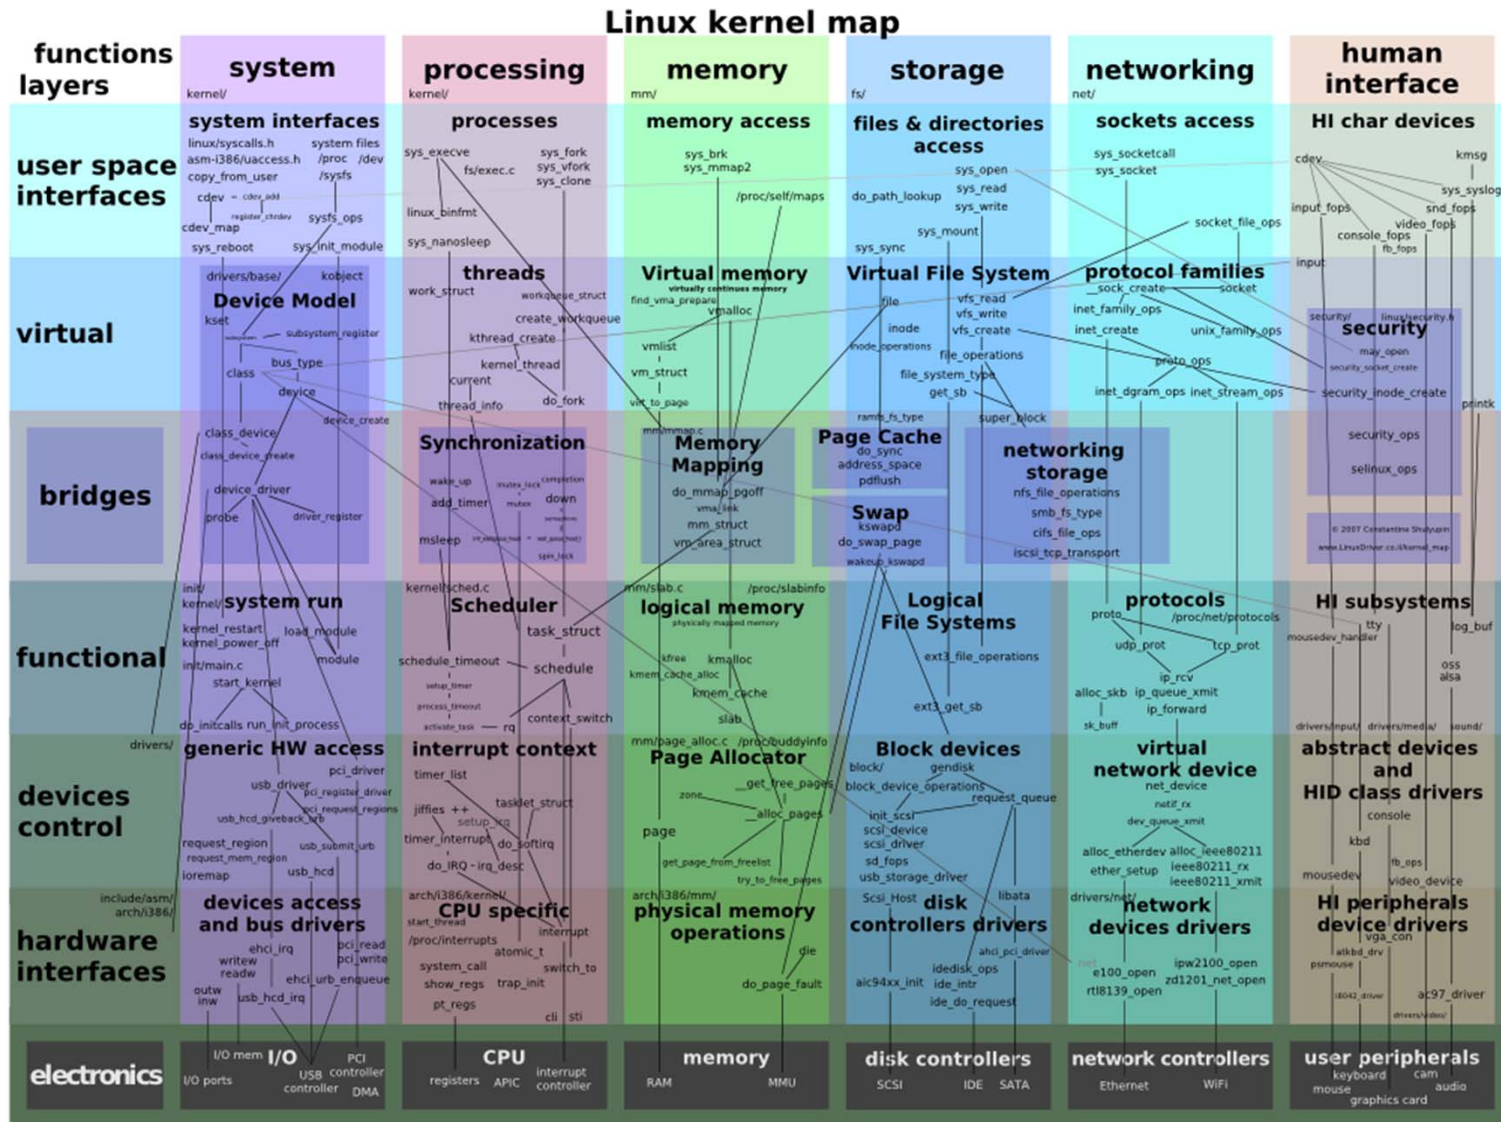 Linux kernel map
functions
layers
system
kernel/
processing
kernel/
memory
mm/
storage
fs/
networking
net/
human
interface
user space
interfaces
system interfaces
linux/syscalls.h
system files
asm-i386/uaccess.h
/proc /dev
copy_from_user
/sysfs
cdev - cdev_add
register_chrdev
cdev_map
sysfs_ops
sys_reboot
sys_init_module
processes
sys_execve
fs/exec.c
sys_fork
sys_vfork
sys_clone
linux_binfmt
sys_nanosleep
memory access
sys_brk
sys_mmap2
/proc/self/maps
files & directories
access
sys_open
do_path_lookup
sys_read
sys_write
sys_mount
sys_sync
sockets access
sys_socketcall
sys_socket
socket_file_ops
HI char devices
cdev
kmsg
sys_syslog
input_fops
snd_fops
video_fops
console_fops
fb_fops
input
virtual
drivers/base/
kobject
Device Model
kset
subsystem_register
bus_type
class
device
device_create
threads
work_struct
workqueue_struct
create_workqueue
kthread_create
kernel_thread
current
do_fork
thread_info
Virtual memory
virtually continues memory
find_vma_prepare
vmalloc
vmlist
vm_struct
virt_to_page
Virtual File System
file
vfs_read
vfs_write
inode
vfs_create
inode_operations
file_operations
file_system_type
get_sb
ramfs_fs_type
super_block
protocol families
__sock_create
socket
inet_family_ops
inet_create
unix_family_ops
proto_ops
inet_dgram_ops
inet_stream_ops
security/
linux/security.h
security
may_open
security_socket_create
security_inode_create
printk
security_ops
selinux_ops
bridges
class_device
class_device_create
device_driver
probe
driver_register
Synchronization
wake_up
mutex_lock
completion
add_timer
mutex
down
msleep
spin_lock
mm/mmap.c
Memory
Mapping
do_mmap_pgoff
vma_link
mm_struct
vm_area_struct
Page Cache
do_sync
address_space
pdflush
Swap
kswapd
do_swap_page
wakeup_kswapd
networking
storage
nfs_file_operations
smb_fs_type
cifs_file_ops
iscsi_tcp_transport
© 2007 Constantine Shulyupin
www.LinuxDriver.co.il/kernel_map
functional
init/
kernel/
system run
kernel_restart
kernel_power_off
load_module
module
init/main.c
start_kernel
do_initcalls
run_init_process
kernel/sched.c
Scheduler
task_struct
schedule_timeout
schedule
setup_timer
process_timeout
activate_task
rq
context_switch
mm/slab.c
/proc/slabinfo
logical memory
physically mapped memory
kfree
kmalloc
kmem_cache_alloc
kmem_cache
slab
Logical
File Systems
ext3_file_operations
ext3_get_sb
protocols
proto
/proc/net/protocols
udp_prot
tcp_prot
ip_rcv
alloc_skb
ip_queue_xmit
ip_forward
sk_buff
HI subsystems
tty
mousedev_handler
log_buf
oss
alsa
drivers/input/
drivers/media/
sound/
devices
control
drivers/
generic HW access
pci_driver
usb_driver
pci_register_driver
pci_request_regions
usb_hcd_giveback_urb
request_region
usb_submit_urb
request_mem_region
ioremap
usb_hcd
interrupt context
timer_list
jiffies ++
tasklet_struct
setup_irq
timer_interrupt
do_softirq
do_IRQ - irq_desc
mm/page_alloc.c
/proc/buddyinfo
Page Allocator
__get_free_pages
zone
__alloc_pages
page
get_page_from_freelist
try_to_free_pages
Block devices
block/
gendisk
block_device_operations
request_queue
init_scsi
scsi_device
scsi_driver
sd_fops
usb_storage_driver
virtual
network device
net_device
netif_rx
dev_queue_xmit
alloc_etherdev
alloc_ieee80211
ether_setup
ieee80211_rx
ieee80211_xmit
abstract devices
and
HID class drivers
console
kbd
fb_ops
mousedev
video_device
hardware
interfaces
include/asm/
arch/i386/
devices access
and bus drivers
ehci_irq
pci_read
pci_write
writew
readw
ehci_urb_enqueue
outw
inw
usb_hcd_irq
arch/i386/kernel/
CPU specific
start_thread
interrupt
/proc/interrupts
atomic_t
system_call
switch_to
show_regs
trap_init
pt_regs
cli sti
arch/i386/mm/
physical memory
operations
die
do_page_fault
Scsi_Host
libata
disk
controllers drivers
ahci_pci_driver
idedisk_ops
aic94xx_init
ide_intr
ide_do_request
drivers/net/
network
devices drivers
net
e100_open
ipw2100_open
rtl8139_open
zd1201_net_open
HI peripherals
device drivers
vga_con
atkbd_drv
psmouse
i8042_driver
ac97_driver
drivers/video/
electronics
I/O mem
I/O
PCI
controller
I/O ports
USB
controller
DMA
CPU
registers
APIC
interrupt
controller
memory
RAM
MMU
disk controllers
SCSI
IDE
SATA
network controllers
Ethernet
WiFi
user peripherals
keyboard
cam
mouse
audio
graphics card